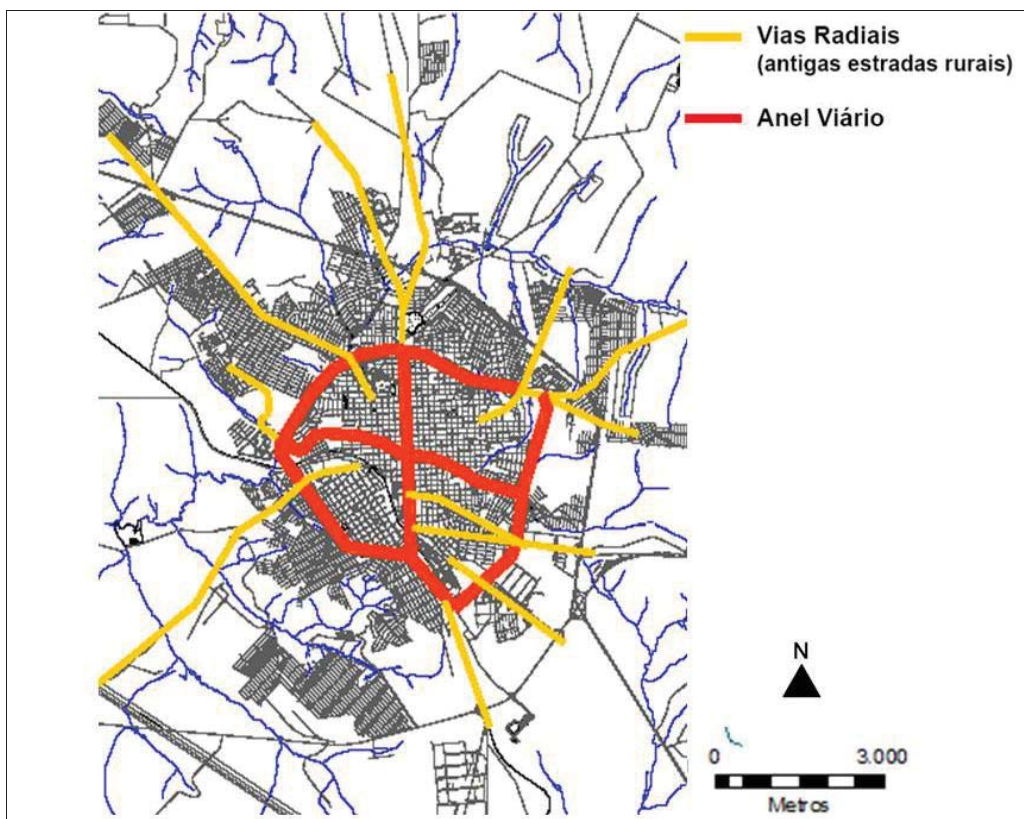 Vias Radiais
(antigas estradas rurais)
Anel Viário
N
0 3.000
Metros